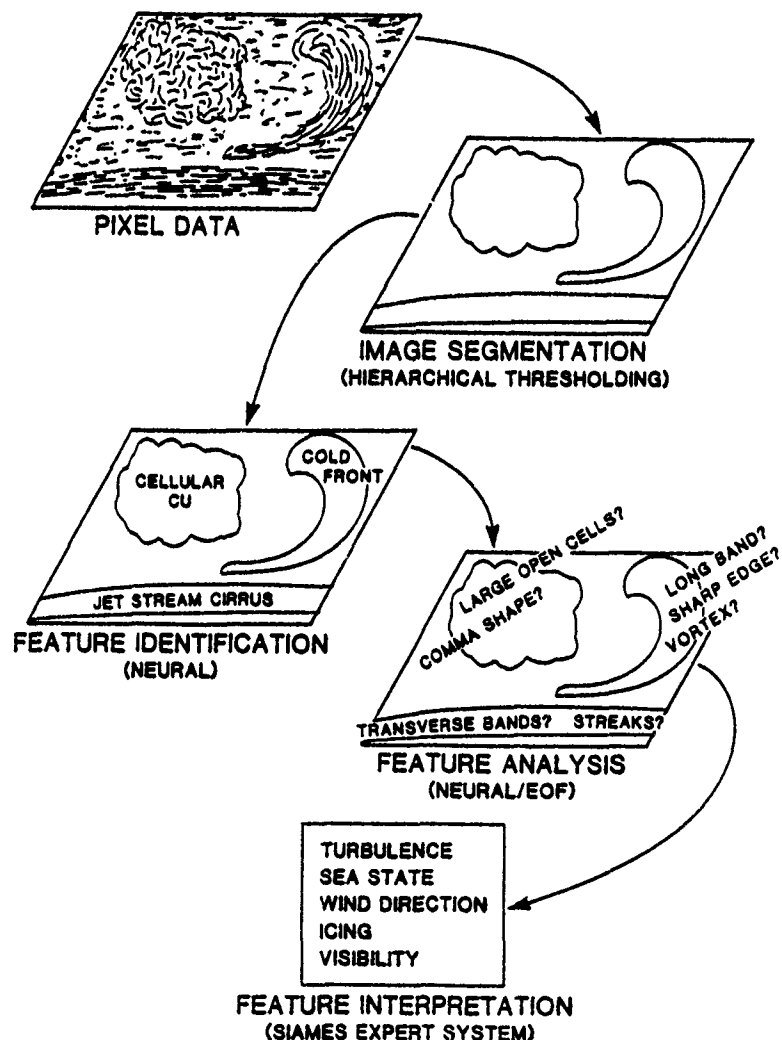 PIXEL DATA
IMAGE SEGMENTATION
(HIERARCHICAL THRESHOLDING)
CELLULAR
CU
COLD
FRONT
JET STREAM CIRRUS
FEATURE IDENTIFICATION
(NEURAL)
LARGE OPEN CELLS?
COMMA SHAPE?
LONG BAND?
SHARP EDGE?
VORTEX?
TRANSVERSE BANDS? STREAKS?
FEATURE ANALYSIS
(NEURAL/EOF)
TURBULENCE
SEA STATE
WIND DIRECTION
ICING
VISIBILITY
FEATURE INTERPRETATION
(SIAMES EXPERT SYSTEM)